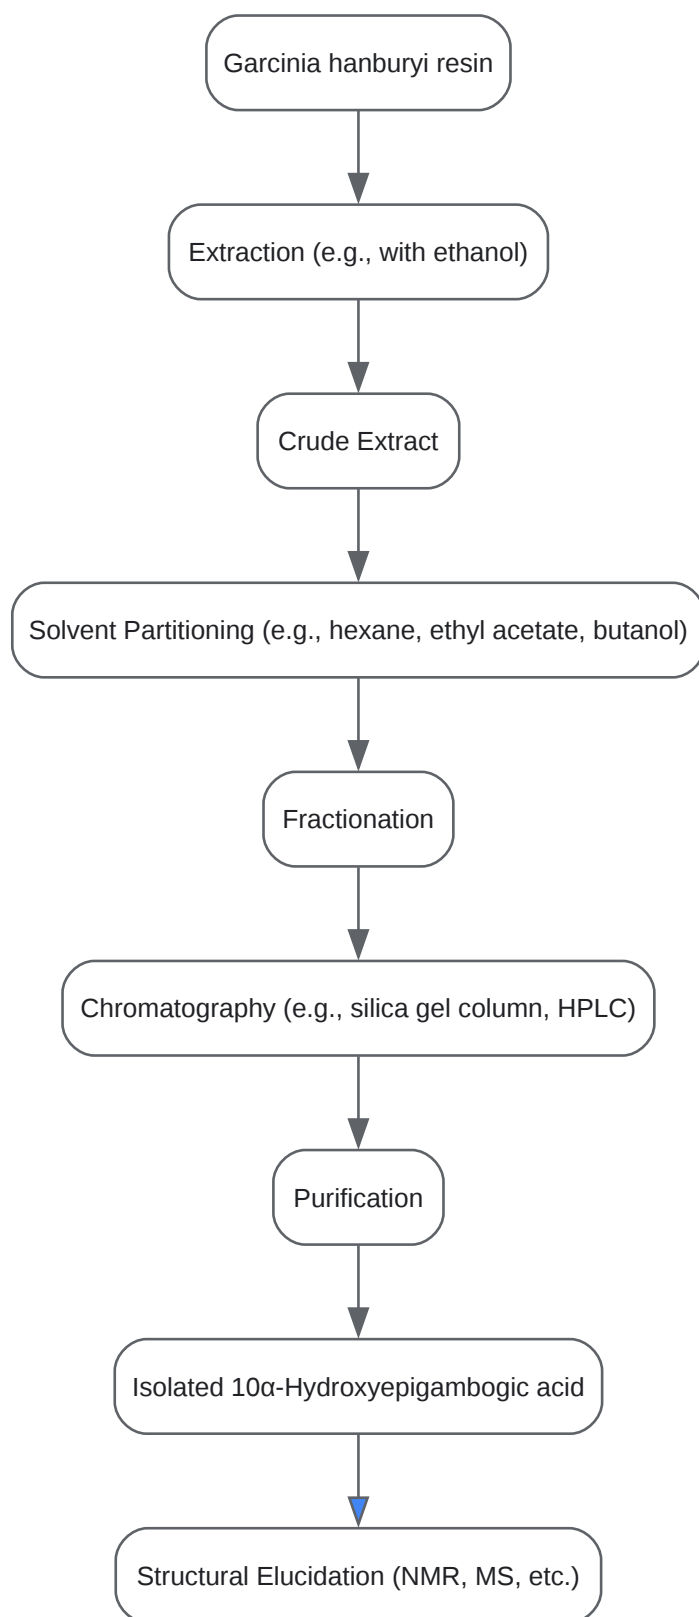 Garcinia hanburyi resin
Extraction (e.g., with ethanol)
Crude Extract
Solvent Partitioning (e.g., hexane, ethyl acetate, butanol)
Fractionation
Chromatography (e.g., silica gel column, HPLC)
Purification
Isolated 10α-Hydroxyepigambogic acid
Structural Elucidation (NMR, MS, etc.)